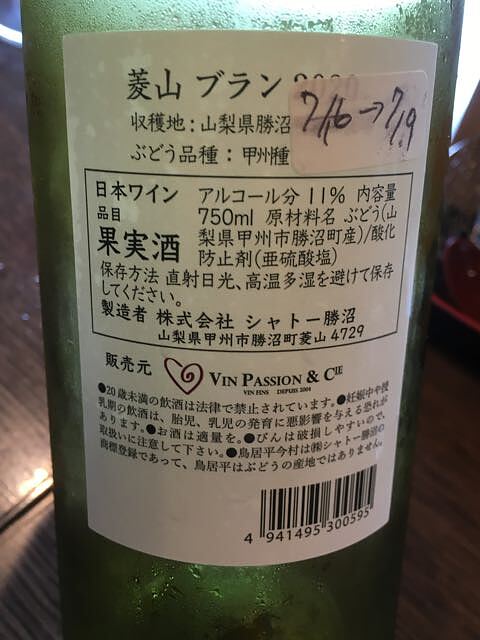 菱山 ブラン 2020
7/16→7/19
収穫地：山梨県勝沼
ぶどう品種：甲州種
日本ワイン アルコール分 11% 内容量
品目 750ml 原材料名 ぶどう(山
果実酒 梨県甲州市勝沼町産)/酸化
防止剤(亜硫酸塩)
保存方法 直射日光、高温多湿を避けて保存
してください。
製造者 株式会社 シャトー勝沼
山梨県甲州市勝沼町菱山 4729
販売元 VIN PASSION & CIE
VIN FINS DEPUIS 2004
●20歳未満の飲酒は法律で禁止されています。●妊娠中や授
乳期の飲酒は、胎児、乳児の発育に悪影響を与える恐れが
あります。●お酒は適量を。●びんは破損しやすいので、
取扱いに注意して下さい。●鳥居平今村は㈱シャトー勝沼の
商標登録であって、鳥居平はぶどうの産地ではありません。
4 941495 300595